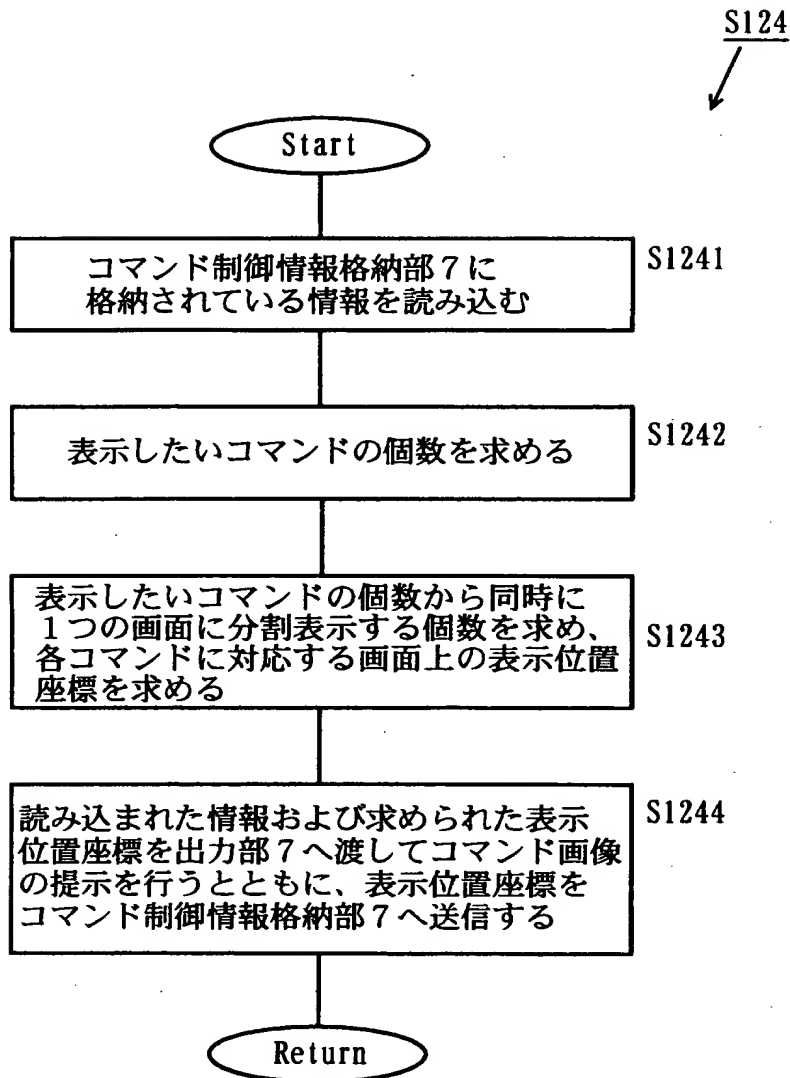 S124
Start
コマンド制御情報格納部７に
格納されている情報を読み込む
S1241
表示したいコマンドの個数を求める
S1242
表示したいコマンドの個数から同時に
１つの画面に分割表示する個数を求め、
各コマンドに対応する画面上の表示位置
座標を求める
S1243
読み込まれた情報および求められた表示
位置座標を出力部７へ渡してコマンド画像
の提示を行うとともに、表示位置座標を
コマンド制御情報格納部７へ送信する
S1244
Return